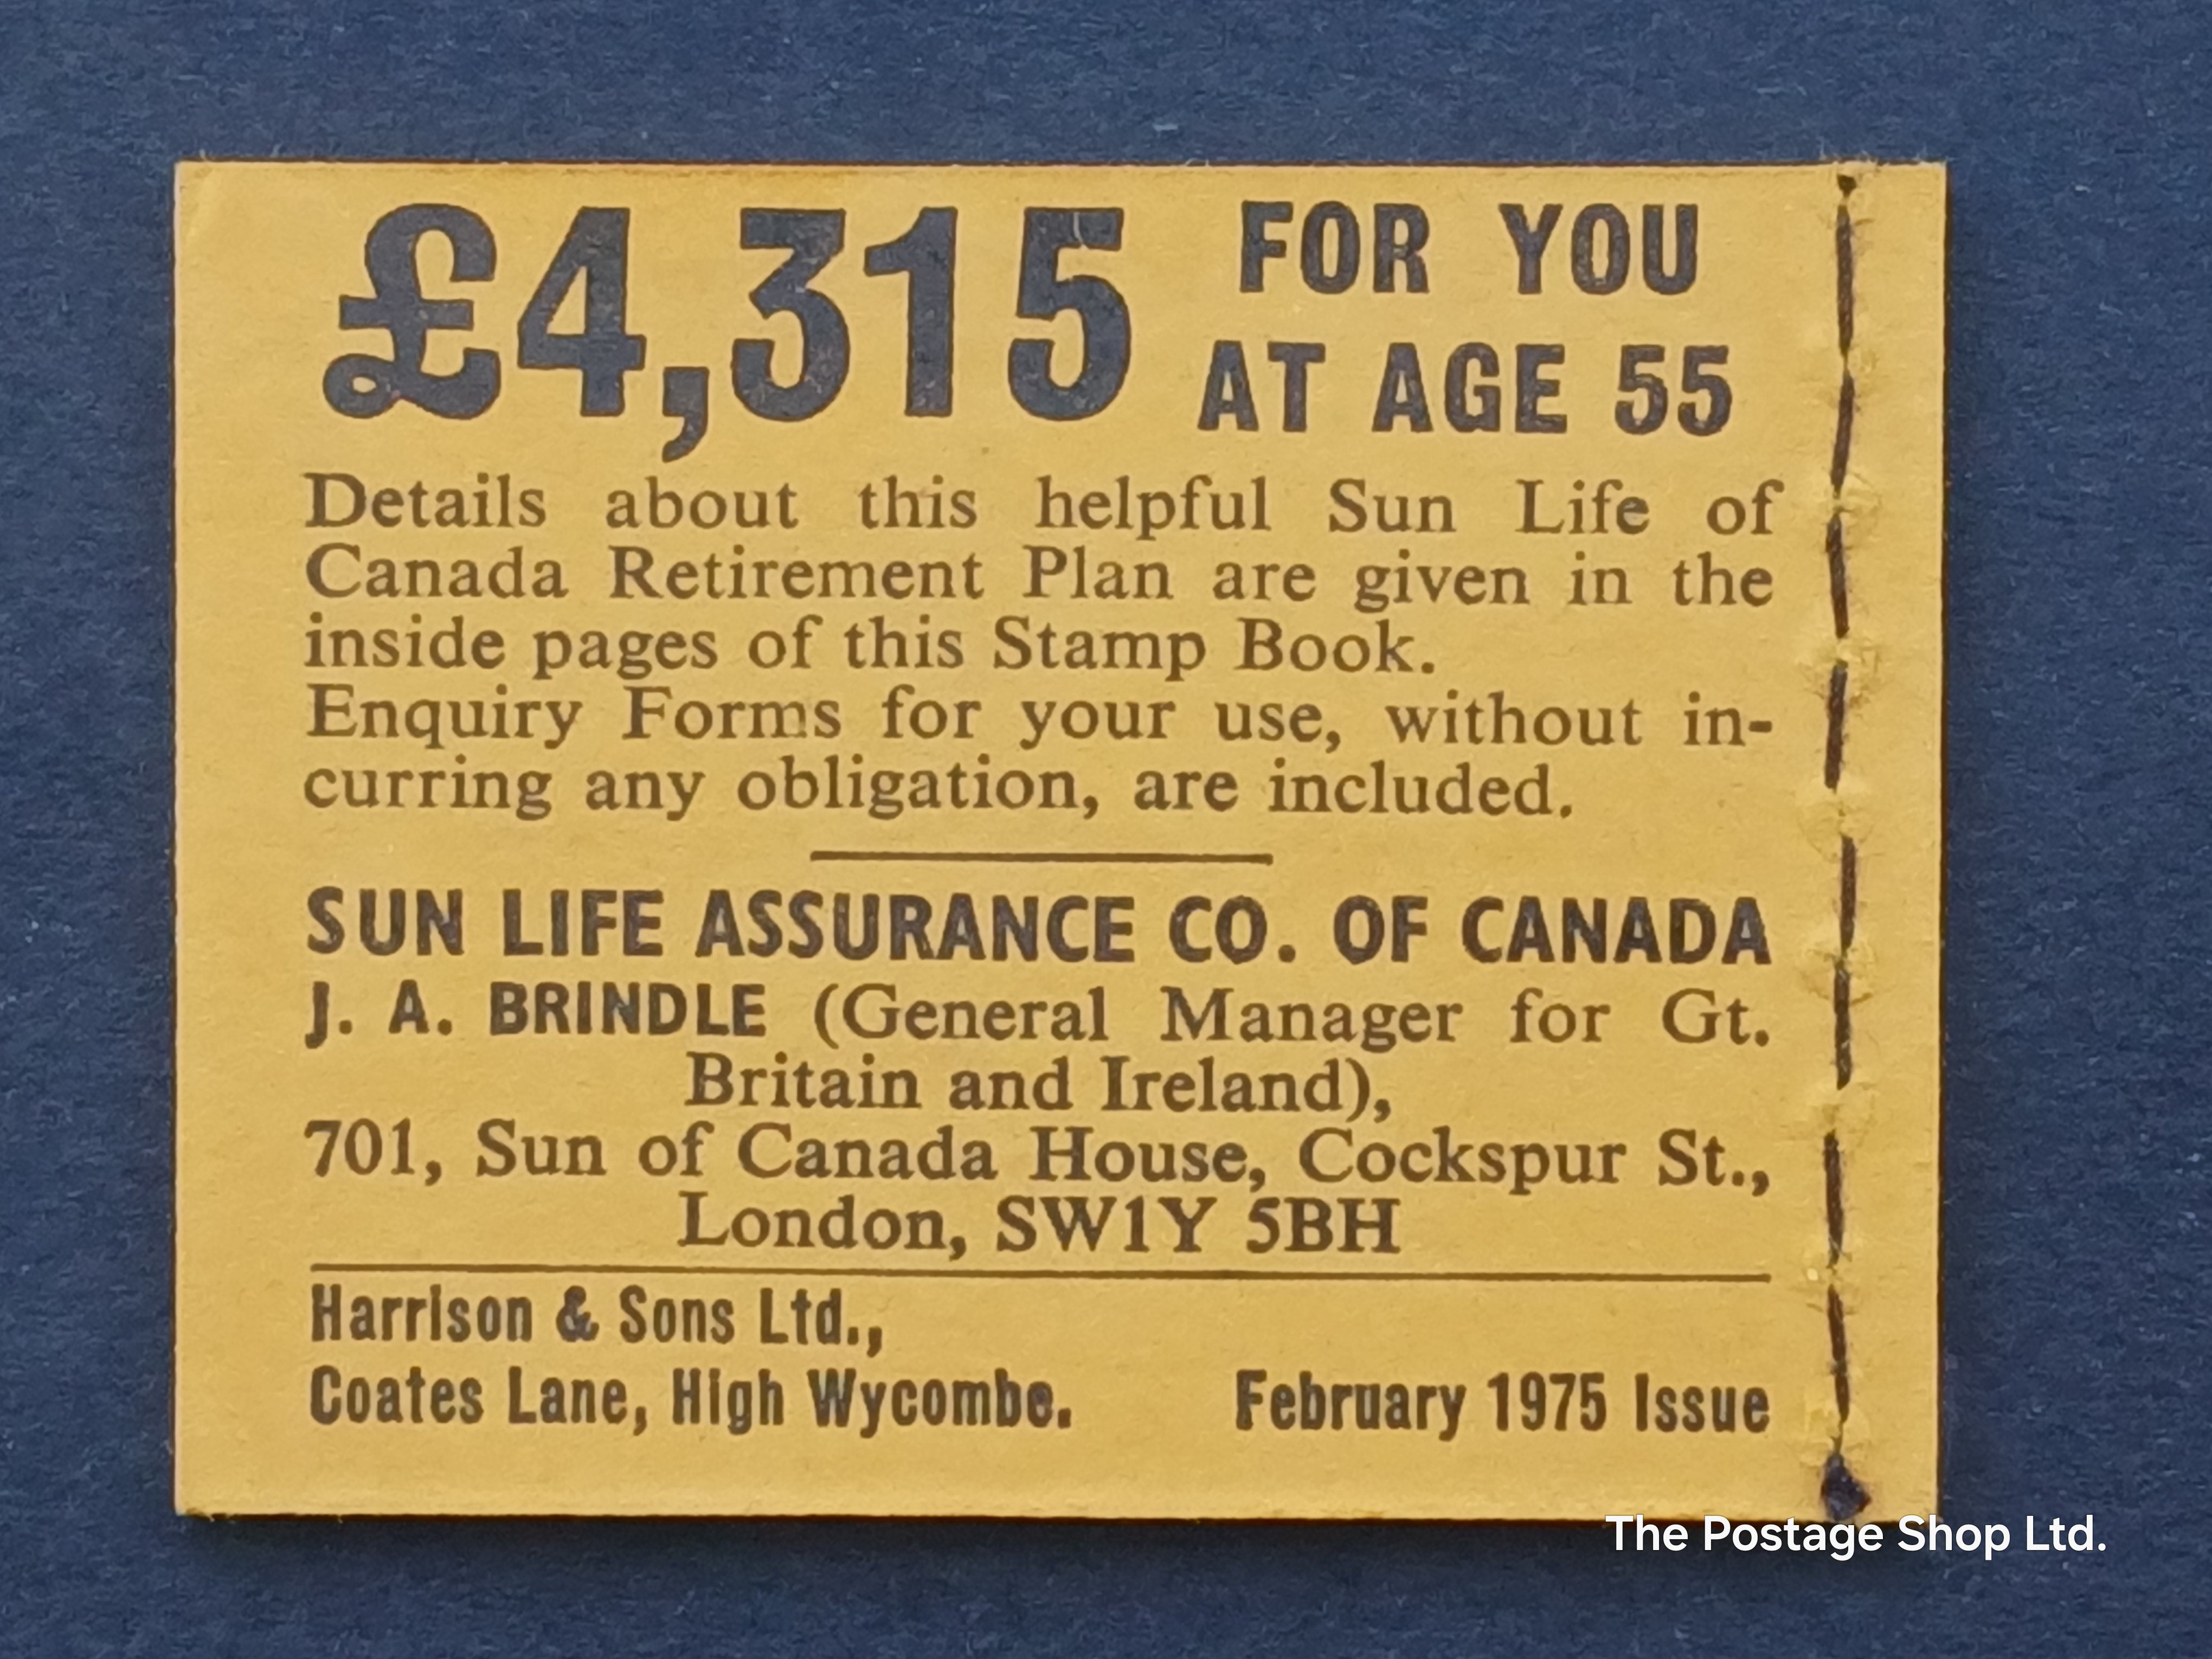 £4,315 FOR YOU
AT AGE 55
Details about this helpful Sun Life of
Canada Retirement Plan are given in the
inside pages of this Stamp Book.
Enquiry Forms for your use, without in-
curring any obligation, are included.
SUN LIFE ASSURANCE CO. OF CANADA
J. A. BRINDLE (General Manager for Gt.
Britain and Ireland),
701, Sun of Canada House, Cockspur St.,
London, SW1Y 5BH
Harrison & Sons Ltd.,
Coates Lane, High Wycombe. February 1975 Issue
The Postage Shop Ltd.